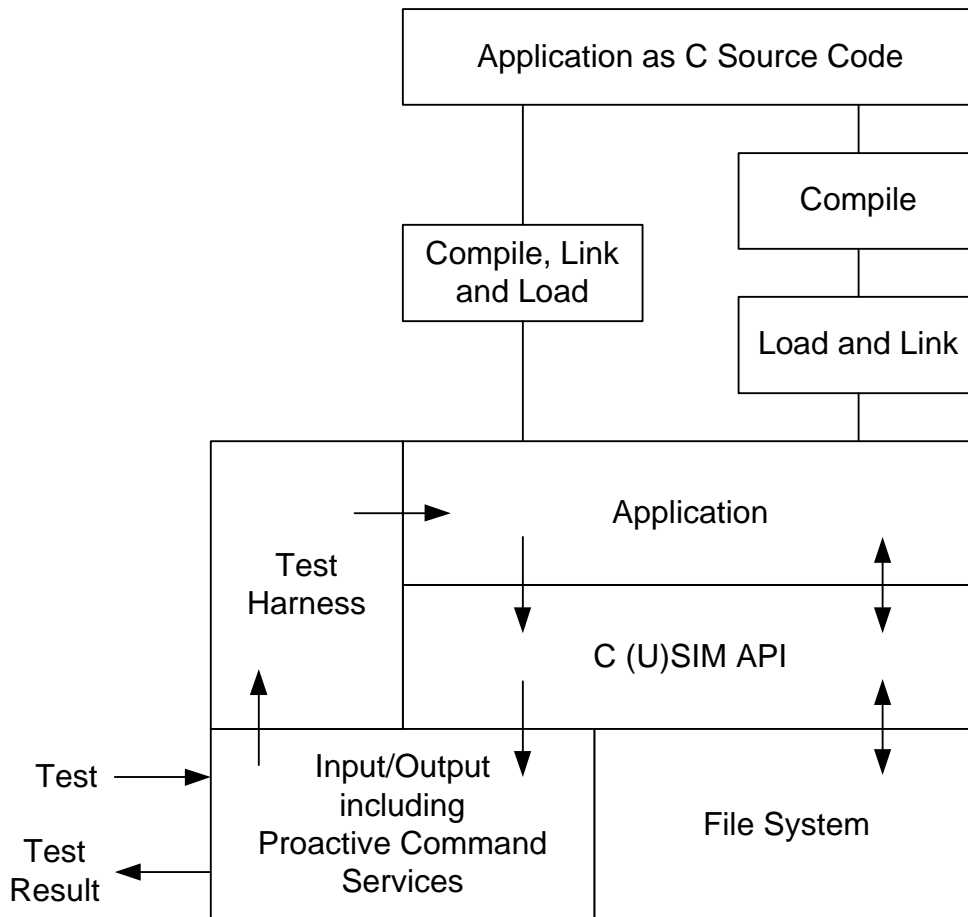 Application as C Source Code
Compile
Compile, Link
and Load
Load and Link
Application
Test
Harness
C (U)SIM API
Test
Input/Output
including
Proactive Command
Services
File System
Test
Result